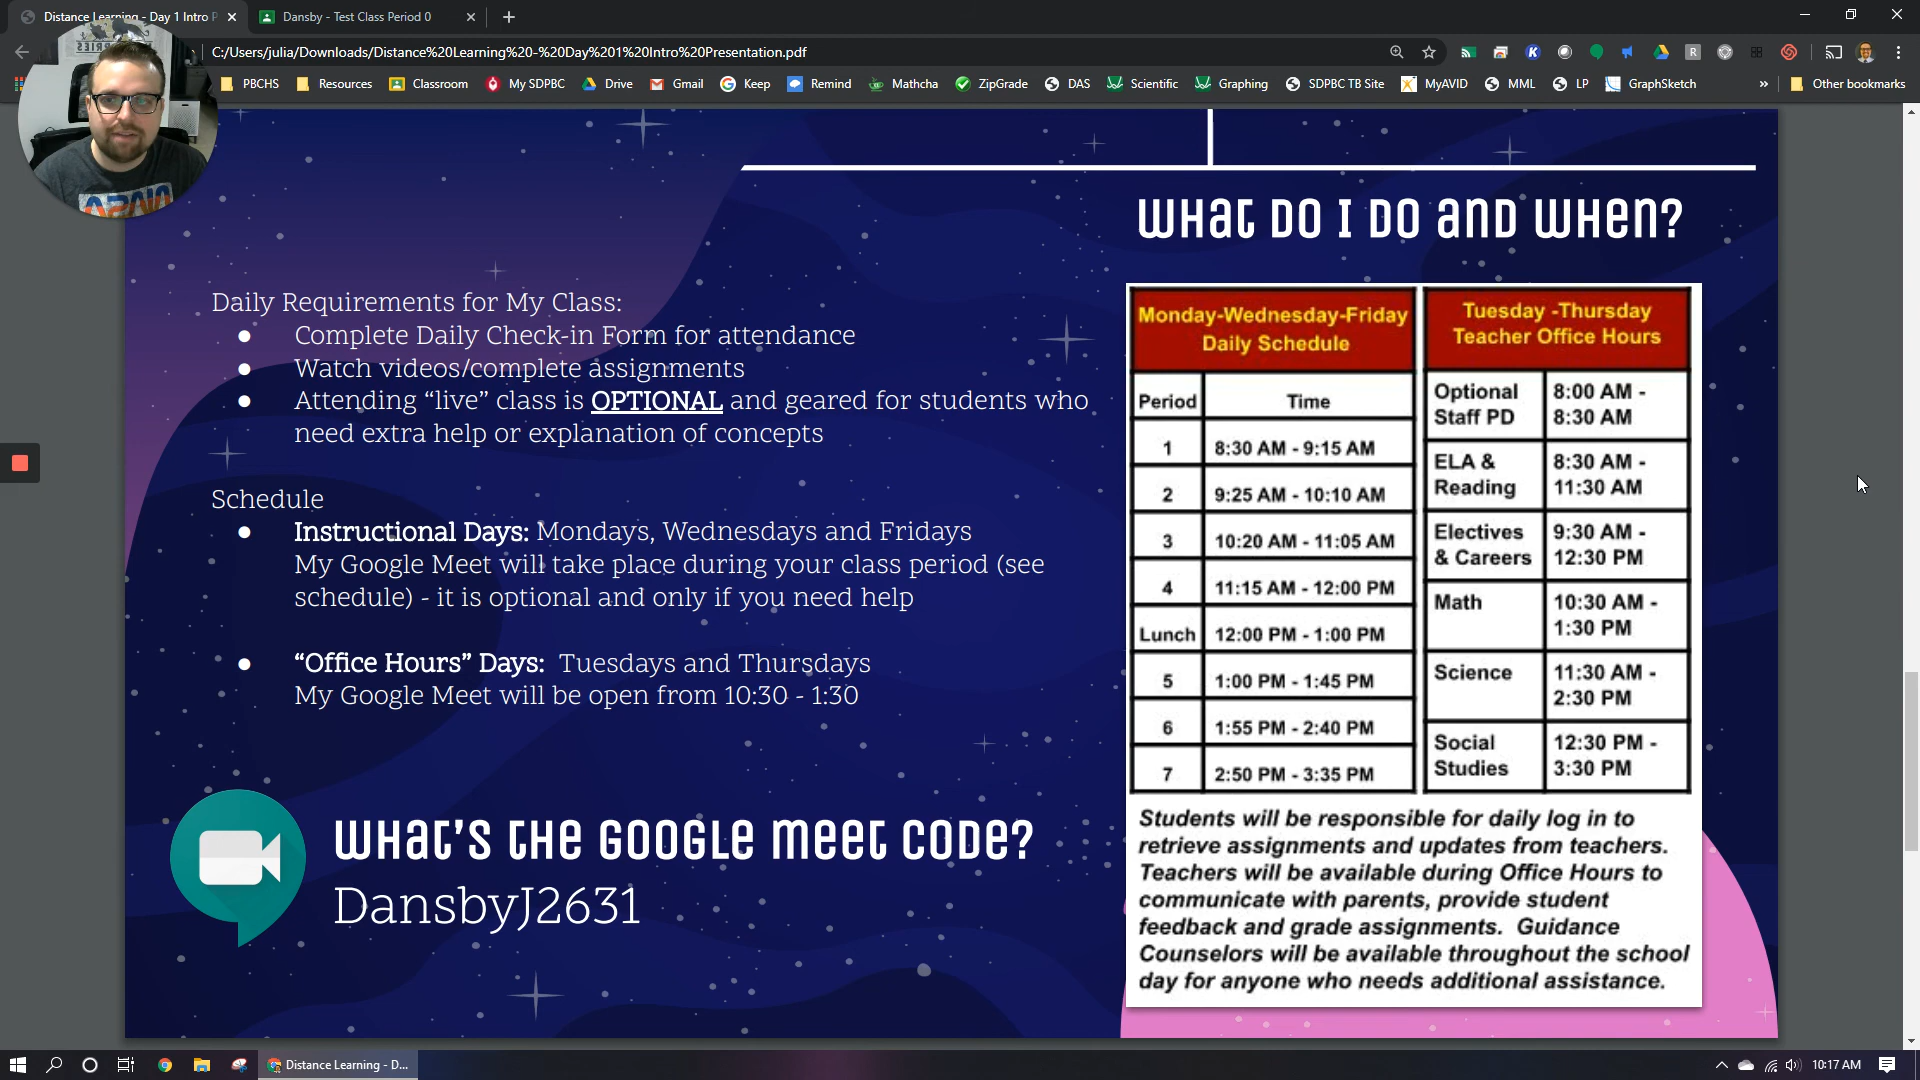 Distance Learning - Day 1 Intro P
Dansby - Test Class Period 0
C:/Users/julia/Downloads/Distance%20Learning%20-%20Day%201%20Intro%20Presentation.pdf
PBCHS
Resources
Classroom
My SDPBC
Drive
Gmail
Keep
Remind
Mathcha
ZipGrade
DAS
Scientific
Graphing
SDPBC TB Site
MyAVID
MML
LP
GraphSketch
Other bookmarks
What do I do and when?
Daily Requirements for My Class:
● Complete Daily Check-in Form for attendance
● Watch videos/complete assignments
● Attending “live” class is OPTIONAL and geared for students who
need extra help or explanation of concepts
Schedule
● Instructional Days: Mondays, Wednesdays and Fridays
My Google Meet will take place during your class period (see
schedule) - it is optional and only if you need help
● “Office Hours” Days: Tuesdays and Thursdays
My Google Meet will be open from 10:30 - 1:30
What's the Google Meet Code?
DansbyJ2631
Monday-Wednesday-Friday
Daily Schedule
Period Time
1 8:30 AM - 9:15 AM
2 9:25 AM - 10:10 AM
3 10:20 AM - 11:05 AM
4 11:15 AM - 12:00 PM
Lunch 12:00 PM - 1:00 PM
5 1:00 PM - 1:45 PM
6 1:55 PM - 2:40 PM
7 2:50 PM - 3:35 PM
Tuesday -Thursday
Teacher Office Hours
Optional 8:00 AM -
Staff PD 8:30 AM
ELA & 8:30 AM -
Reading 11:30 AM
Electives 9:30 AM -
& Careers 12:30 PM
Math 10:30 AM -
1:30 PM
Science 11:30 AM -
2:30 PM
Social 12:30 PM -
Studies 3:30 PM
Students will be responsible for daily log in to
retrieve assignments and updates from teachers.
Teachers will be available during Office Hours to
communicate with parents, provide student
feedback and grade assignments. Guidance
Counselors will be available throughout the school
day for anyone who needs additional assistance.
Distance Learning - D...
10:17 AM